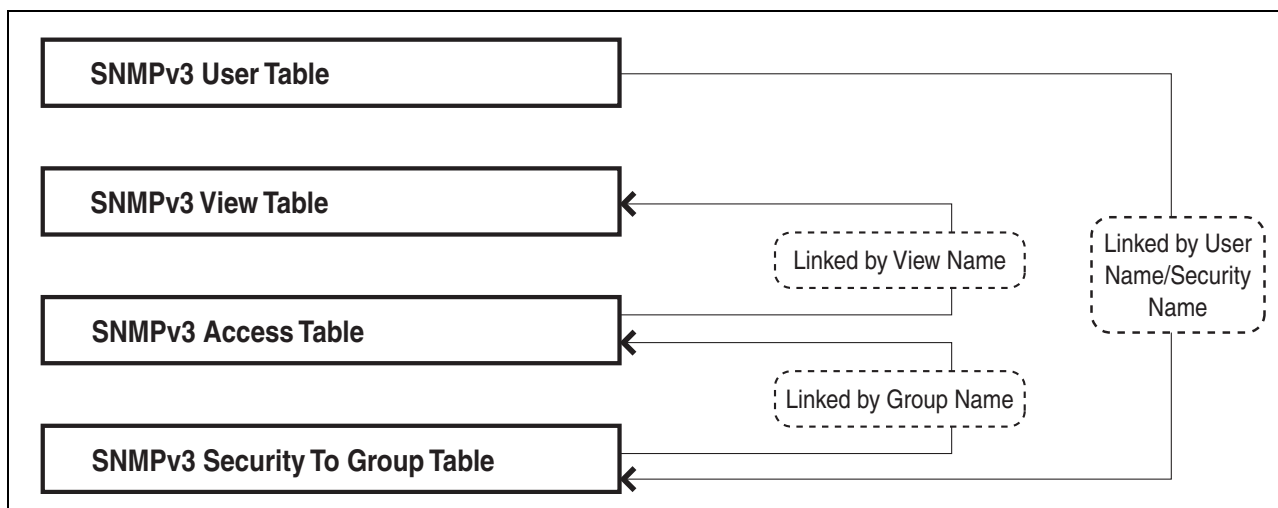 SNMPv3 User Table
SNMPv3 View Table
Linked by View Name
Linked by User
Name/Security
Name
SNMPv3 Access Table
Linked by Group Name
SNMPv3 Security To Group Table